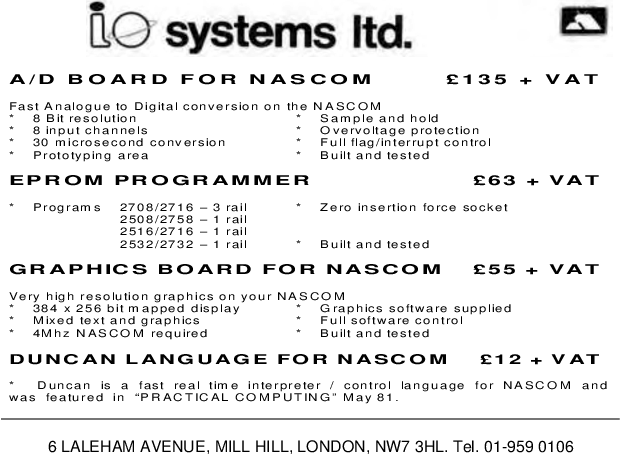 io systems ltd.
A/D BOARD FOR NASCOM £135 + VAT
Fast Analogue to Digital conversion on the NASCOM
* 8 Bit resolution * Sample and hold
* 8 input channels * Overvoltage protection
* 30 microsecond conversion * Full flag/interrupt control
* Prototyping area * Built and tested
EPROM PROGRAMMER £63 + VAT
* Programs 2708/2716 – 3 rail * Zero insertion force socket
2508/2758 – 1 rail
2516/2716 – 1 rail
2532/2732 – 1 rail * Built and tested
GRAPHICS BOARD FOR NASCOM £55 + VAT
Very high resolution graphics on your NASCOM
* 384 x 256 bit mapped display * Graphics software supplied
* Mixed text and graphics * Full software control
* 4Mhz NASCOM required * Built and tested
DUNCAN LANGUAGE FOR NASCOM £12 + VAT
* Duncan is a fast real time interpreter / control language for NASCOM and
was featured in “PRACTICAL COMPUTING” May 81.
6 LALEHAM AVENUE, MILL HILL, LONDON, NW7 3HL. Tel. 01-959 0106